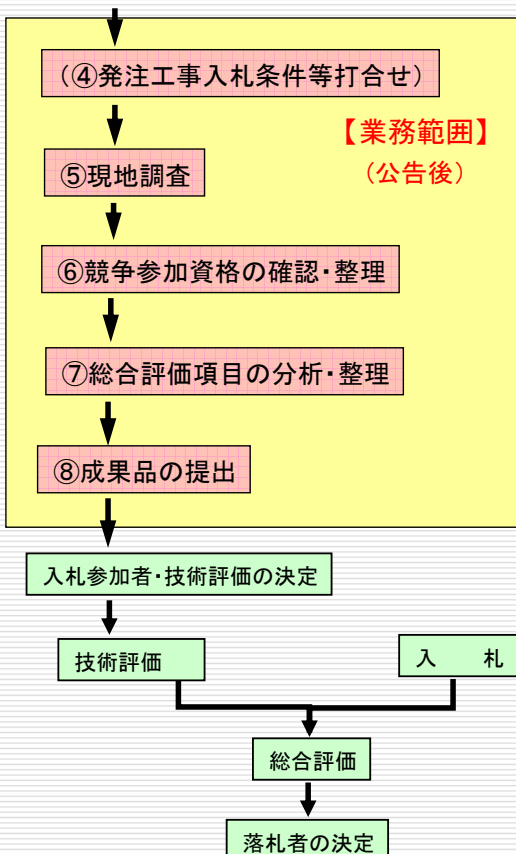 (④発注工事入札条件等打合せ)
【業務範囲】
(公告後)
⑤現地調査
⑥競争参加資格の確認・整理
⑦総合評価項目の分析・整理
⑧成果品の提出
入札参加者・技術評価の決定
技術評価
入　　札
総合評価
落札者の決定